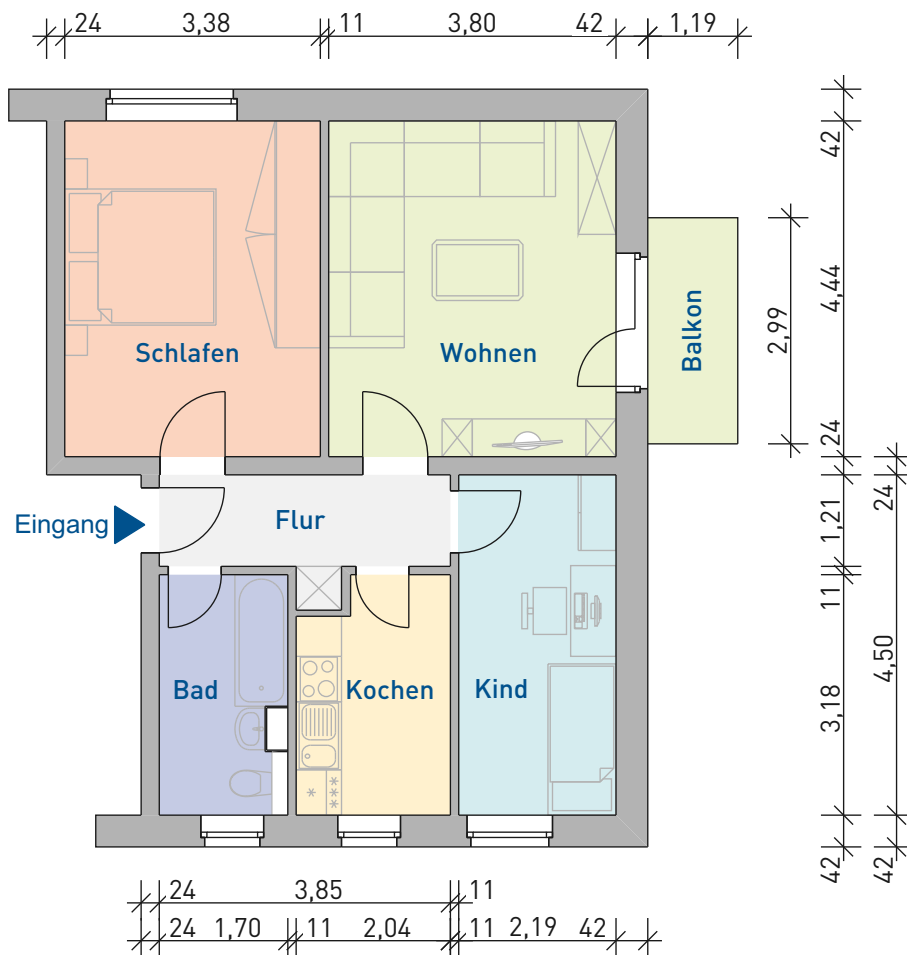 24 3,38 11 3,80 42 1,19
42
4,44
2,99
Schlafen
Wohnen
Balkon
24
24
Eingang
Flur
1,21
11
4,50
Bad
Kochen
Kind
3,18
42
42
24 3,85 11
24 1,70 11 2,04 11 2,19 42